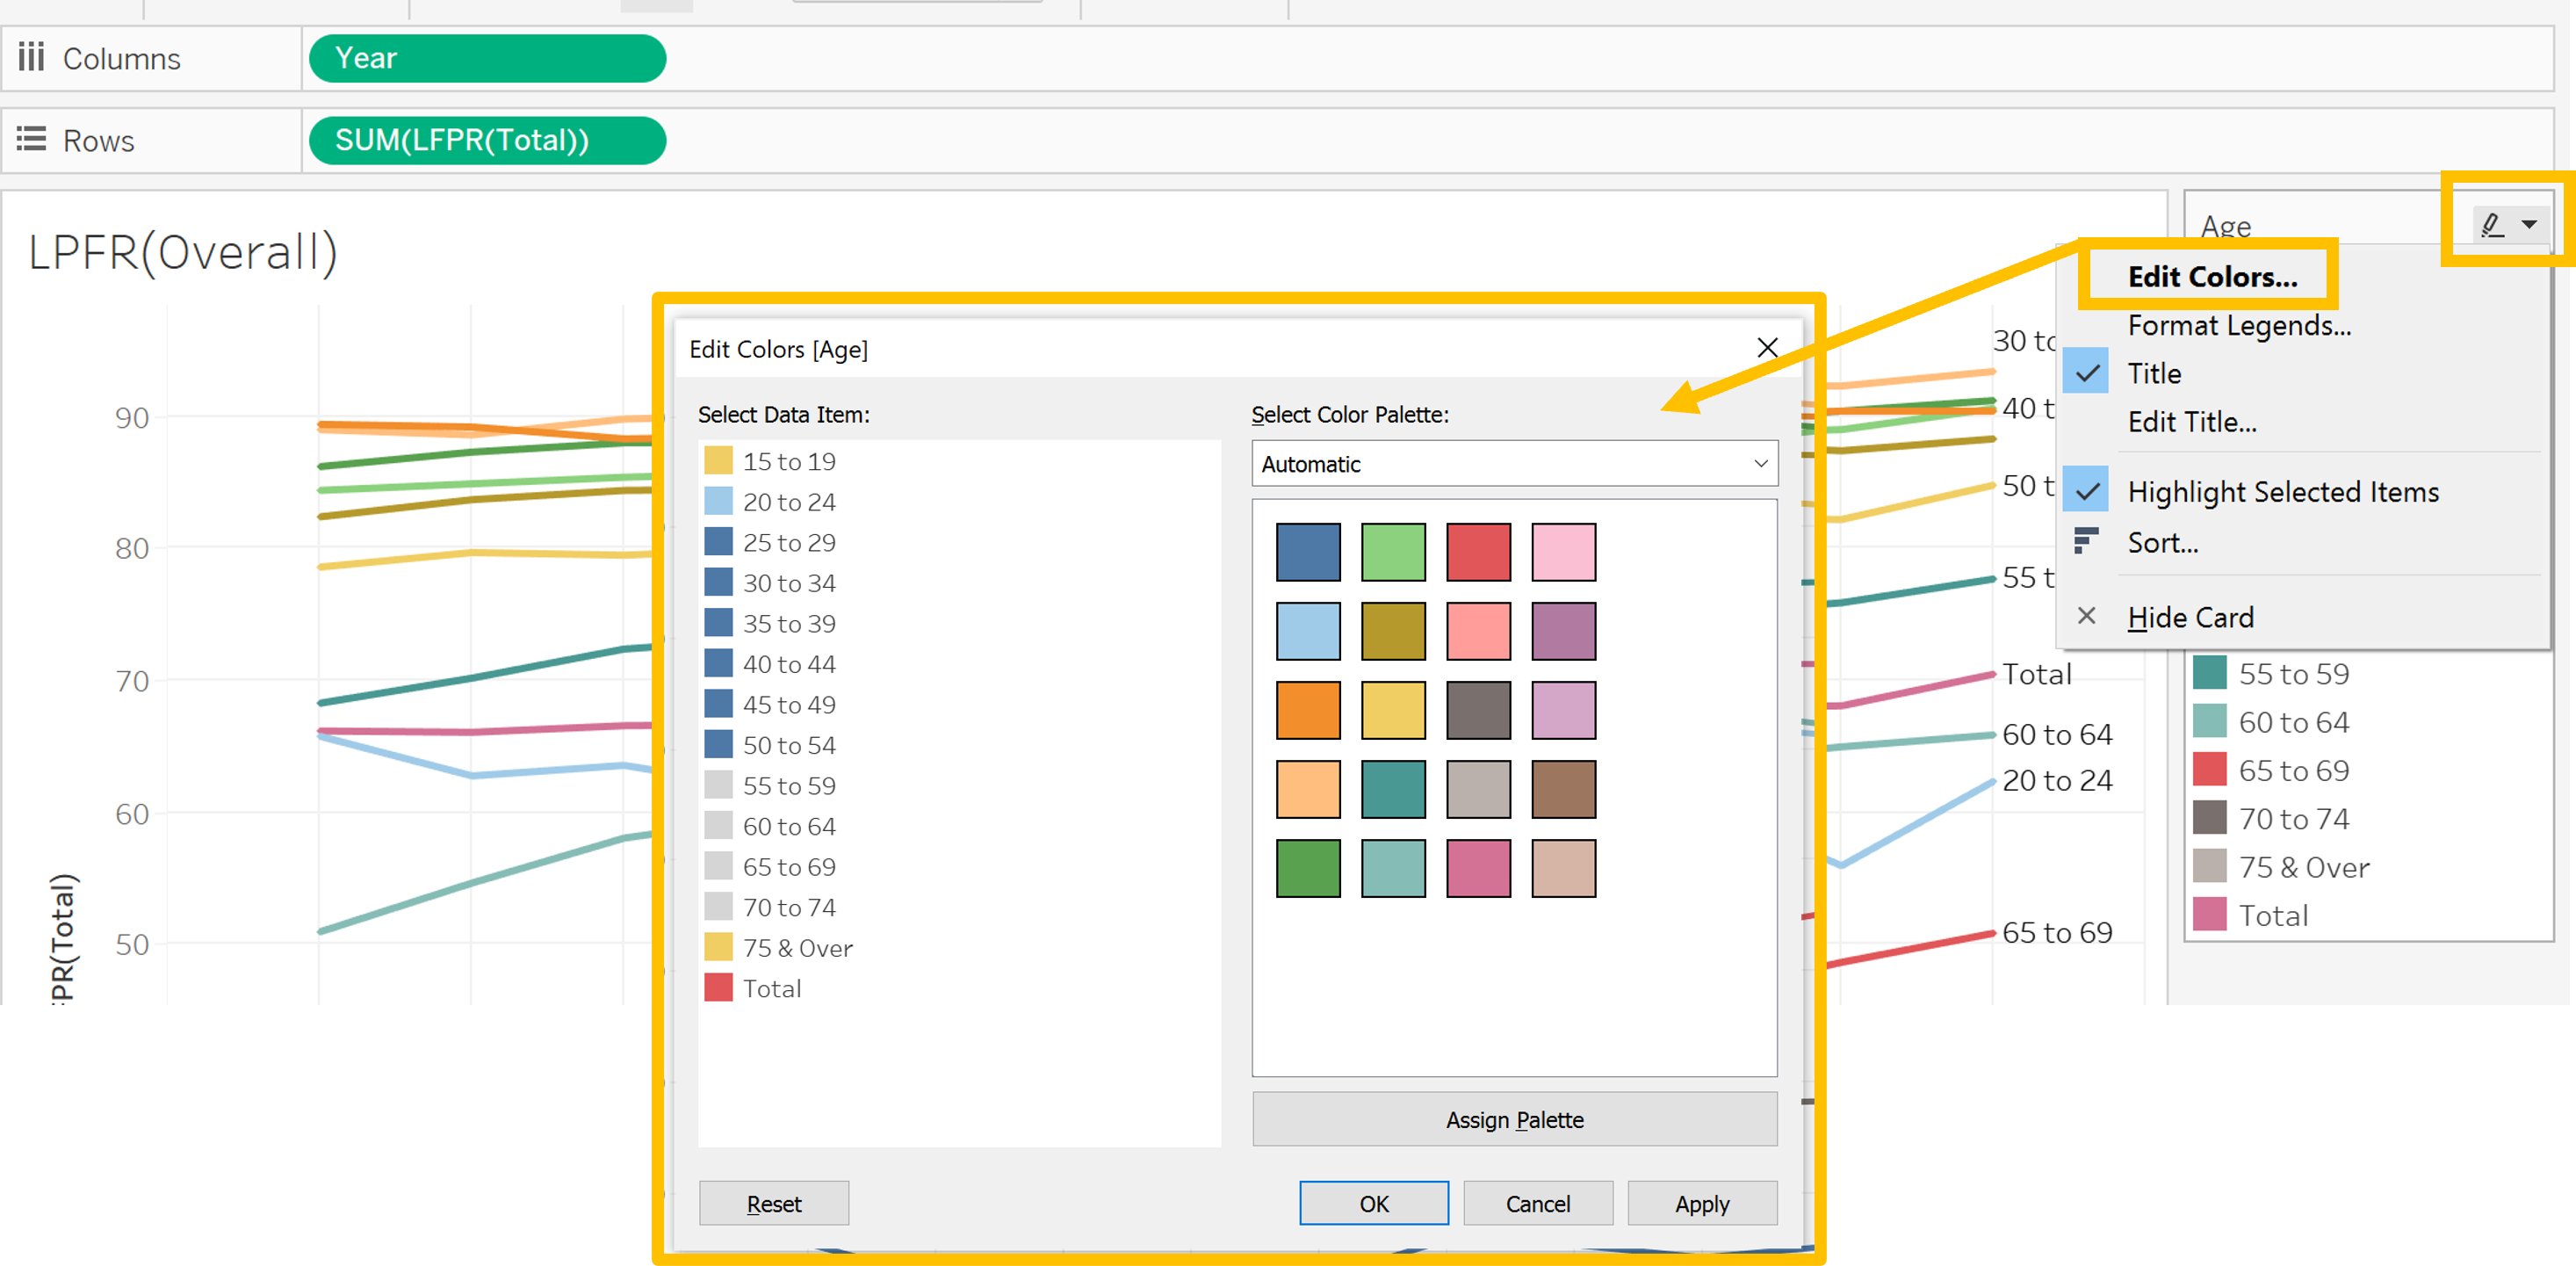 Columns
Year
Rows
SUM(LFPR(Total))
LPFR(Overall)
Age
Edit Colors...
Format Legends...
Title
Edit Title...
Highlight Selected Items
Sort...
Hide Card
55 to 59
60 to 64
65 to 69
70 to 74
75 & Over
Total
90
80
70
60
50
PR(Total)
Edit Colors [Age]
Select Data Item:
15 to 19
20 to 24
25 to 29
30 to 34
35 to 39
40 to 44
45 to 49
50 to 54
55 to 59
60 to 64
65 to 69
70 to 74
75 & Over
Total
Select Color Palette:
Automatic
Assign Palette
Reset
OK
Cancel
Apply
30 to
40 t
50 t
55 t
Total
60 to 64
20 to 24
65 to 69